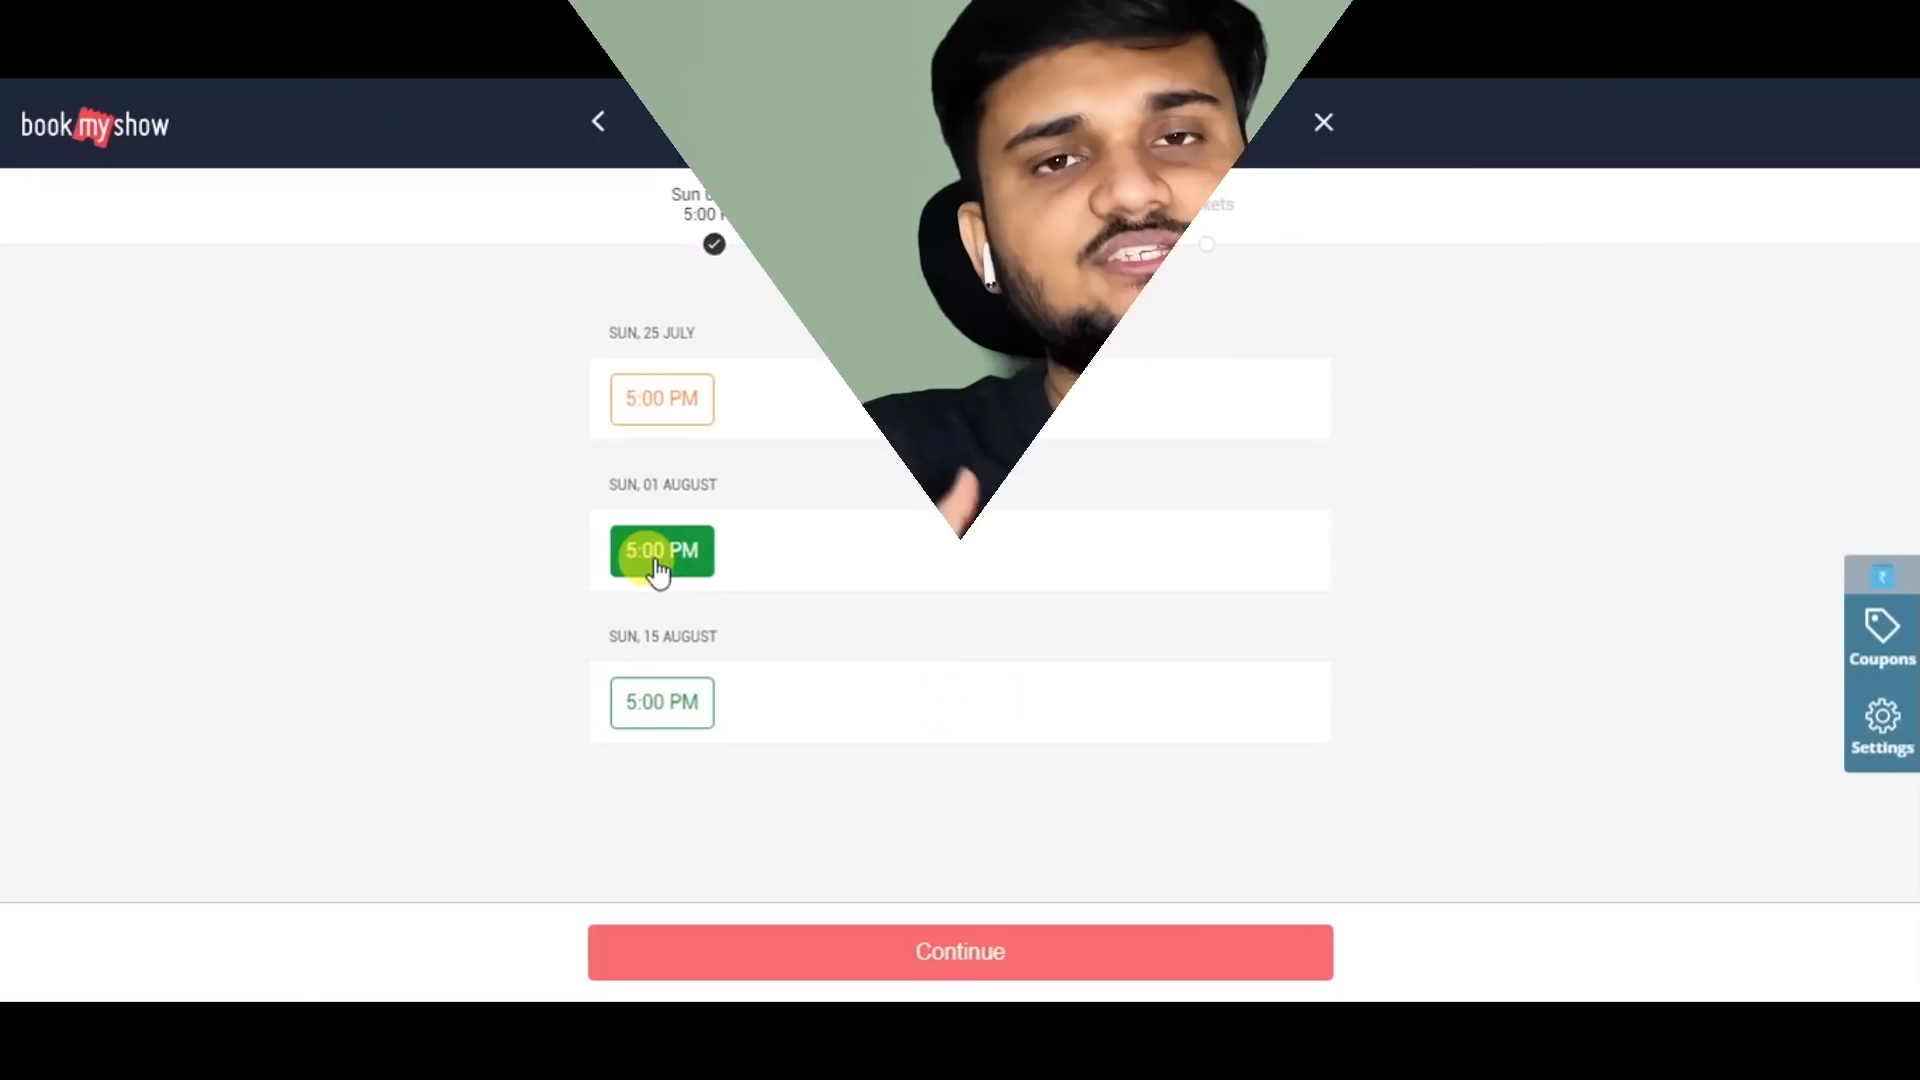 bookmyshow
Sun
5:00
SUN, 25 JULY
5:00 PM
SUN, 01 AUGUST
5:00 PM
SUN, 15 AUGUST
5:00 PM
₹
Coupons
Settings
Continue